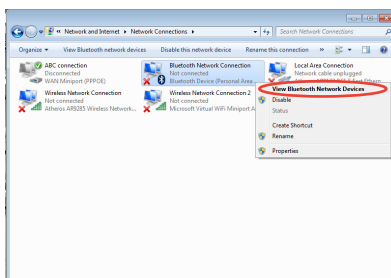 « Network and Internet ▸ Network Connections ▸
Search Network Connections
Organize ▾ View Bluetooth network devices Disable this network device Rename this connection »
ABC connection
Disconnected
WAN Miniport (PPPOE)
Bluetooth Network Connection
Not connected
Bluetooth Device (Personal Area ...
Local Area Connection
Network cable unplugged
Wireless Network Connection
Not connected
Atheros AR9285 Wireless Network...
Wireless Network Connection 2
Not connected
Microsoft Virtual WiFi Miniport A
View Bluetooth Network Devices
Disable
Status
Create Shortcut
Rename
Properties